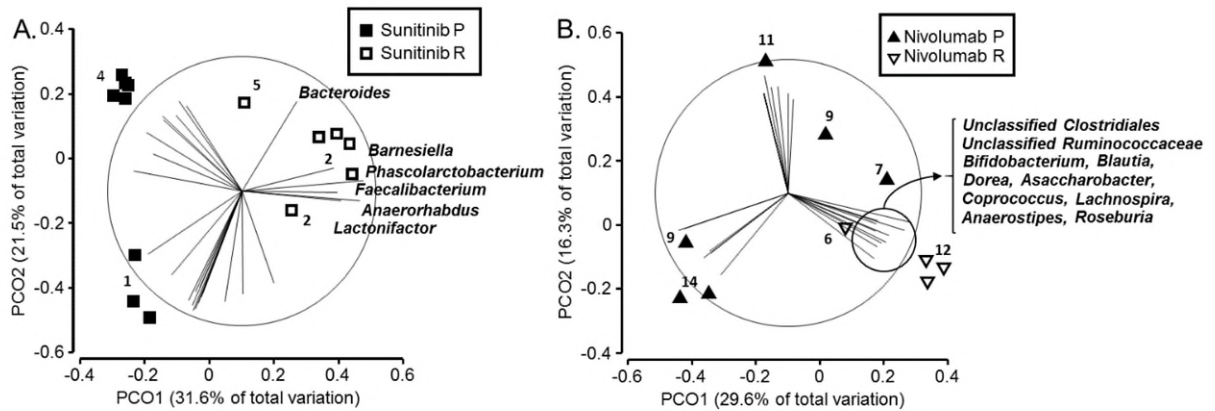 A.
Sunitinib P
Sunitinib R
0.4
0.2
0
-0.2
-0.4
-0.6
PCO2 (21.5% of total variation)
4
5
2
2
1
Bacteroides
Barnesiella
Phascolarctobacterium
Faecalibacterium
Anaerorhabdus
Lactonifactor
-0.4
-0.2
0
0.2
0.4
0.6
PCO1 (31.6% of total variation)
B.
Nivolumab P
Nivolumab R
0.6
0.4
0.2
0
-0.2
-0.4
PCO2 (16.3% of total variation)
11
9
7
6
12
9
14
Unclassified Clostridiales
Unclassified Ruminococcaceae
Bifidobacterium, Blautia,
Dorea, Asaccharobacter,
Coprococcus, Lachnospira,
Anaerostipes, Roseburia
-0.6
-0.4
-0.2
0
0.2
0.4
PCO1 (29.6% of total variation)